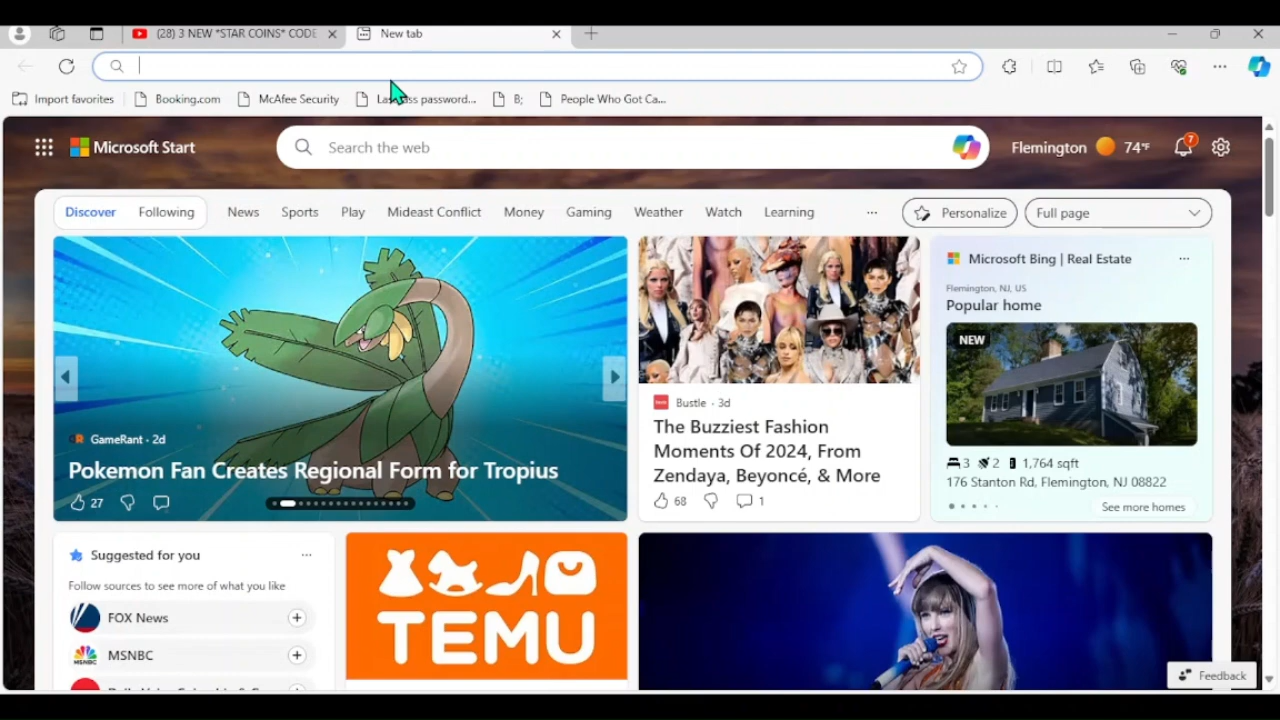 (28) 3 NEW *STAR COINS* CODE
New tab
Import favorites
Booking.com
McAfee Security
password...
B;
People Who Got Ca...
Microsoft Start
Search the web
Flemington
74°F
7
Discover
Following
News
Sports
Play
Mideast Conflict
Money
Gaming
Weather
Watch
Learning
Personalize
Full page
GameRant · 2d
Pokemon Fan Creates Regional Form for Tropius
27
Bustle · 3d
The Buzziest Fashion
Moments Of 2024, From
Zendaya, Beyoncé, & More
68
1
Microsoft Bing | Real Estate
Flemington, NJ, US
Popular home
NEW
3 2 1,764 sqft
176 Stanton Rd, Flemington, NJ 08822
See more homes
Suggested for you
Follow sources to see more of what you like
FOX News
MSNBC
TEMU
Feedback